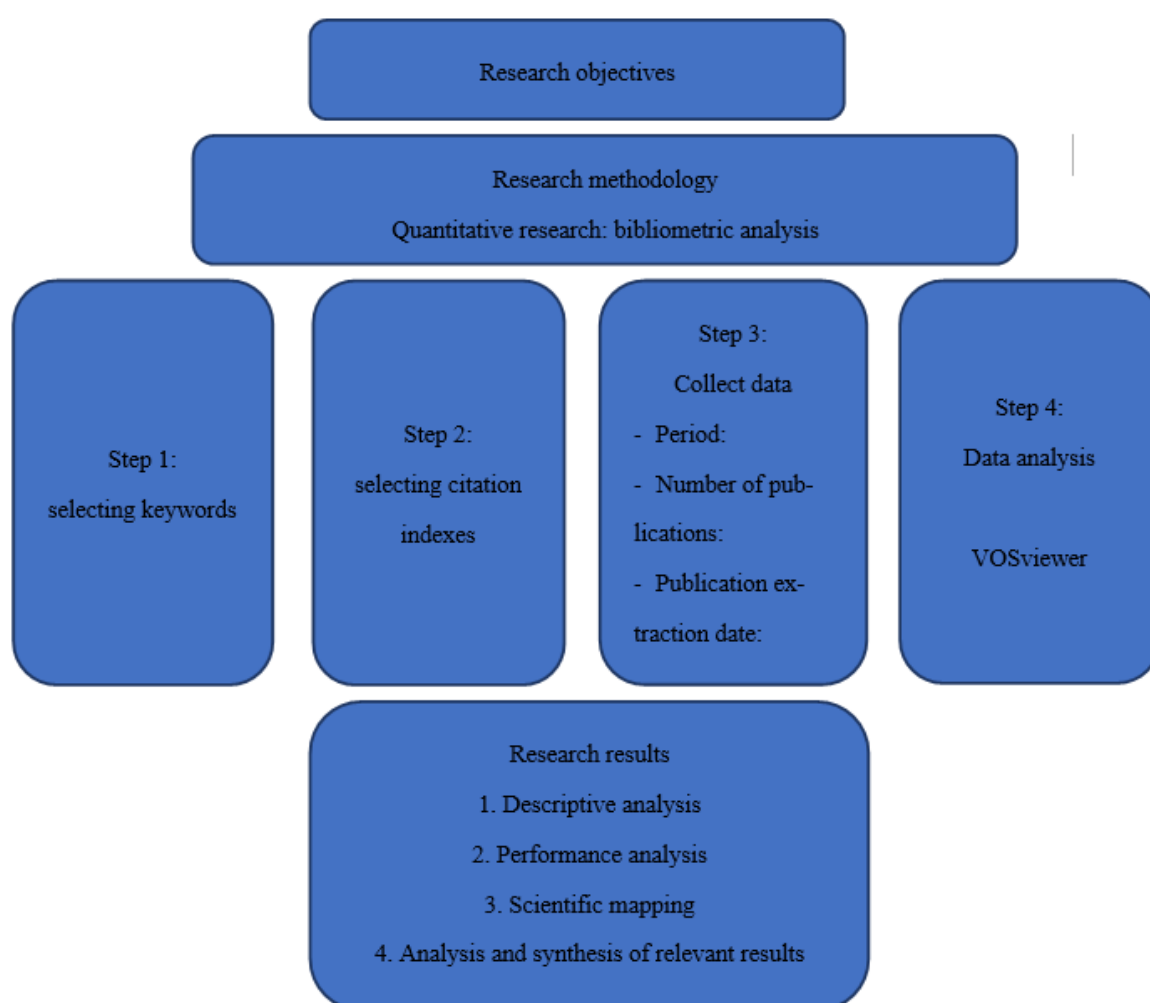 Research objectives
Research methodology
Quantitative research: bibliometric analysis
Step 1:
selecting keywords
Step 2:
selecting citation
indexes
Step 3:
Collect data
- Period:
- Number of pub-
lications:
- Publication ex-
traction date:
Step 4:
Data analysis
VOSviewer
Research results
1. Descriptive analysis
2. Performance analysis
3. Scientific mapping
4. Analysis and synthesis of relevant results